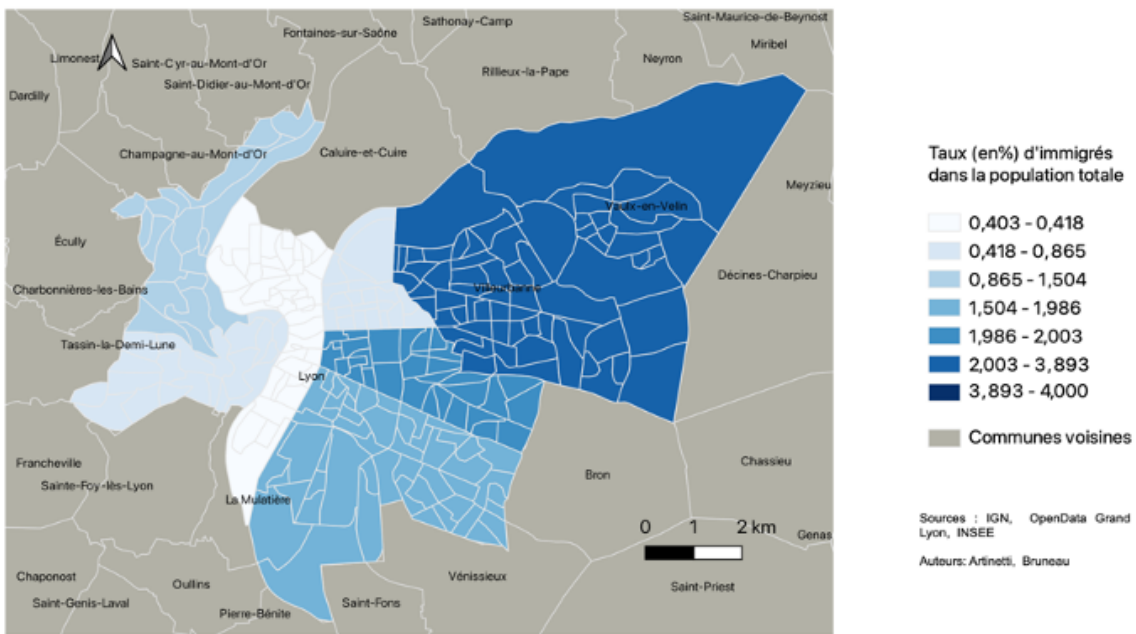 Sathonay-Camp
Saint-Maurice-de-Beynost
Fontaines-sur-Saône
Miribel
Limonest
Saint-Cyr-au-Mont-d'Or
Neyron
Rillieux-la-Pape
Saint-Didier-au-Mont-d'Or
Dardilly
Champagne-au-Mont-d'Or
Caluire-et-Cuire
Meyzieu
Vaulx-en-Velin
Écully
Décines-Charpieu
Charbonnières-les-Bains
Villeurbanne
Tassin-la-Demi-Lune
Lyon
Francheville
Chassieu
Bron
Sainte-Foy-lès-Lyon
La Mulatière
0 1 2 km
Genas
Chaponost
Vénissieux
Oullins
Saint-Priest
Saint-Genis-Laval
Saint-Fons
Pierre-Bénite
Taux (en%) d'immigrés
dans la population totale
0,403 - 0,418
0,418 - 0,865
0,865 - 1,504
1,504 - 1,986
1,986 - 2,003
2,003 - 3,893
3,893 - 4,000
Communes voisines
Sources : IGN, OpenData Grand
Lyon, INSEE
Auteurs: Artinetti, Bruneau